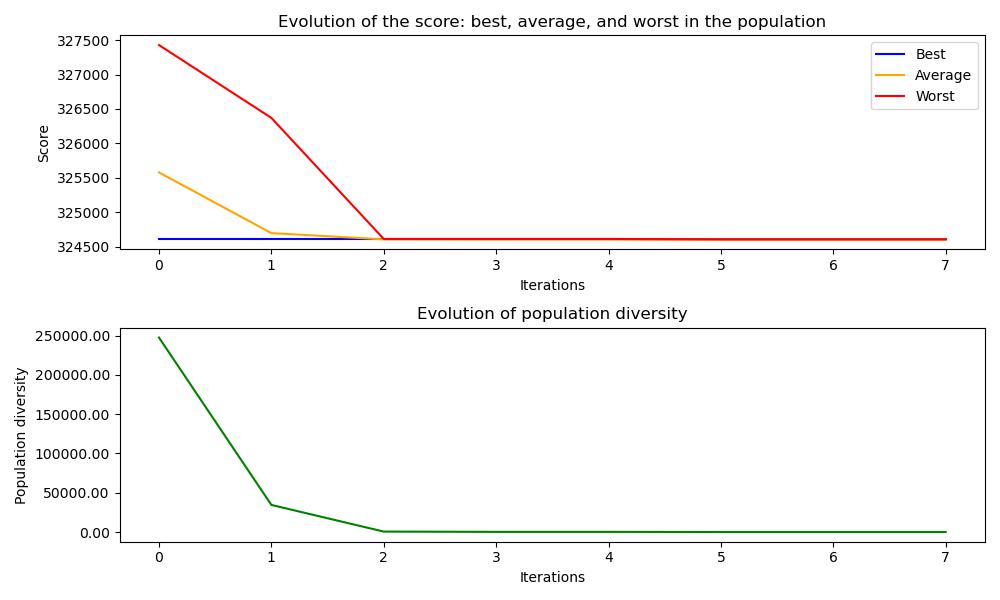 Evolution of the score: best, average, and worst in the population
327500
327000
326500
326000
325500
325000
324500
Score
Best
Average
Worst
0 1 2 3 4 5 6 7
Iterations
Evolution of population diversity
250000.00
200000.00
150000.00
100000.00
50000.00
0.00
Population diversity
0 1 2 3 4 5 6 7
Iterations